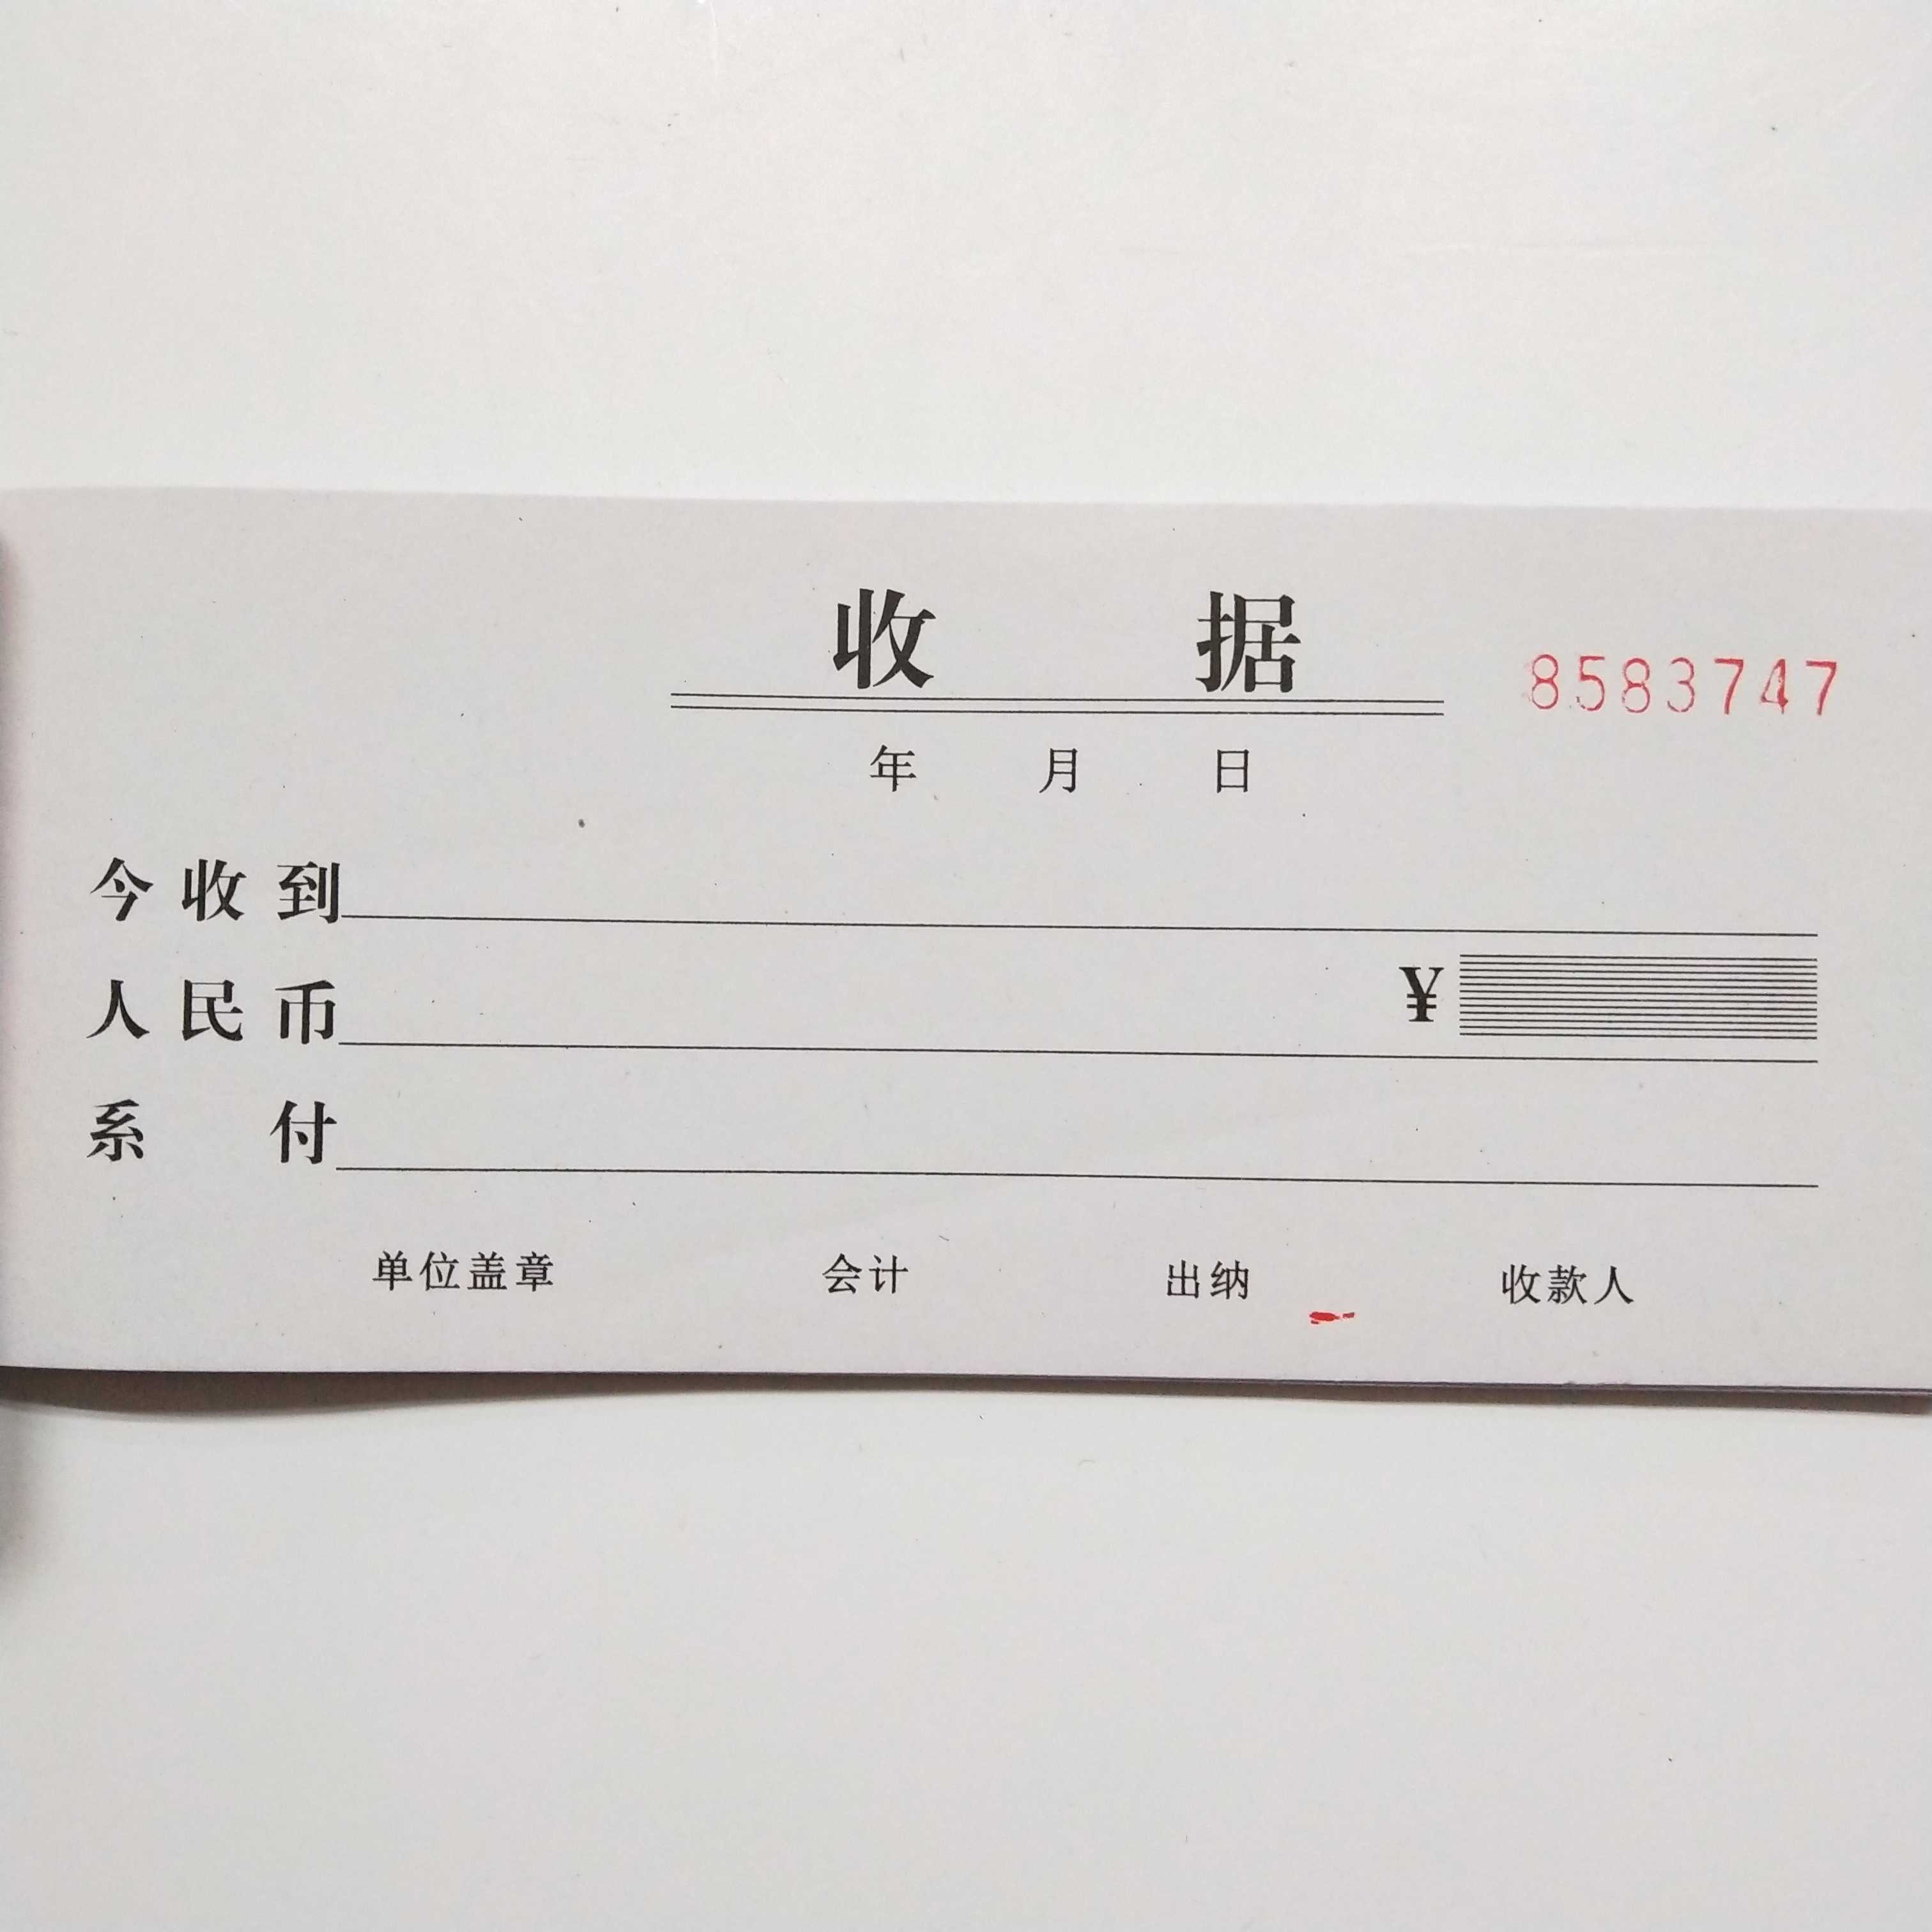 收据
8583747
年 月 日
今收到
人民币 ¥
系付
单位盖章 会计 出纳 收款人